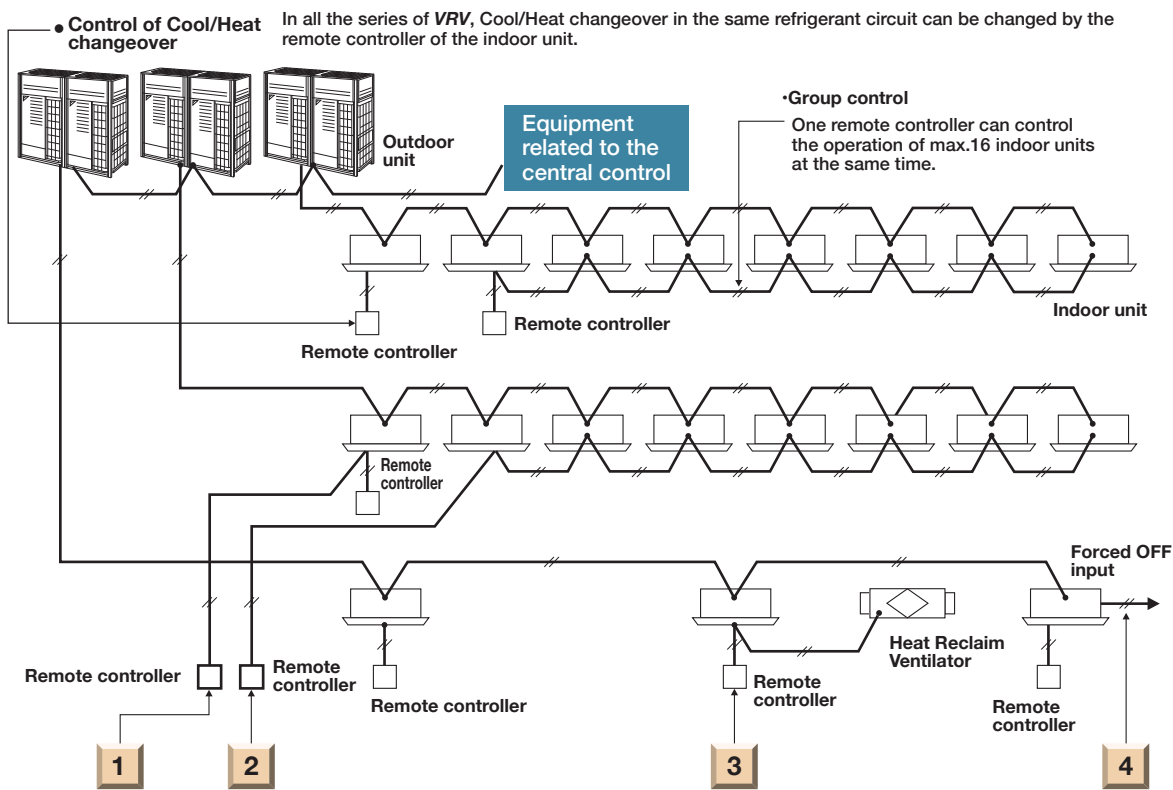 • Control of Cool/Heat
changeover
In all the series of VRV, Cool/Heat changeover in the same refrigerant circuit can be changed by the
remote controller of the indoor unit.
Outdoor
unit
Equipment
related to the
central control
•Group control
One remote controller can control
the operation of max.16 indoor units
at the same time.
Indoor unit
Remote controller
Remote controller
Remote
controller
Forced OFF
input
Remote controller
Remote
controller
Remote controller
Remote
controller
Heat Reclaim
Ventilator
Remote
controller
1
2
3
4